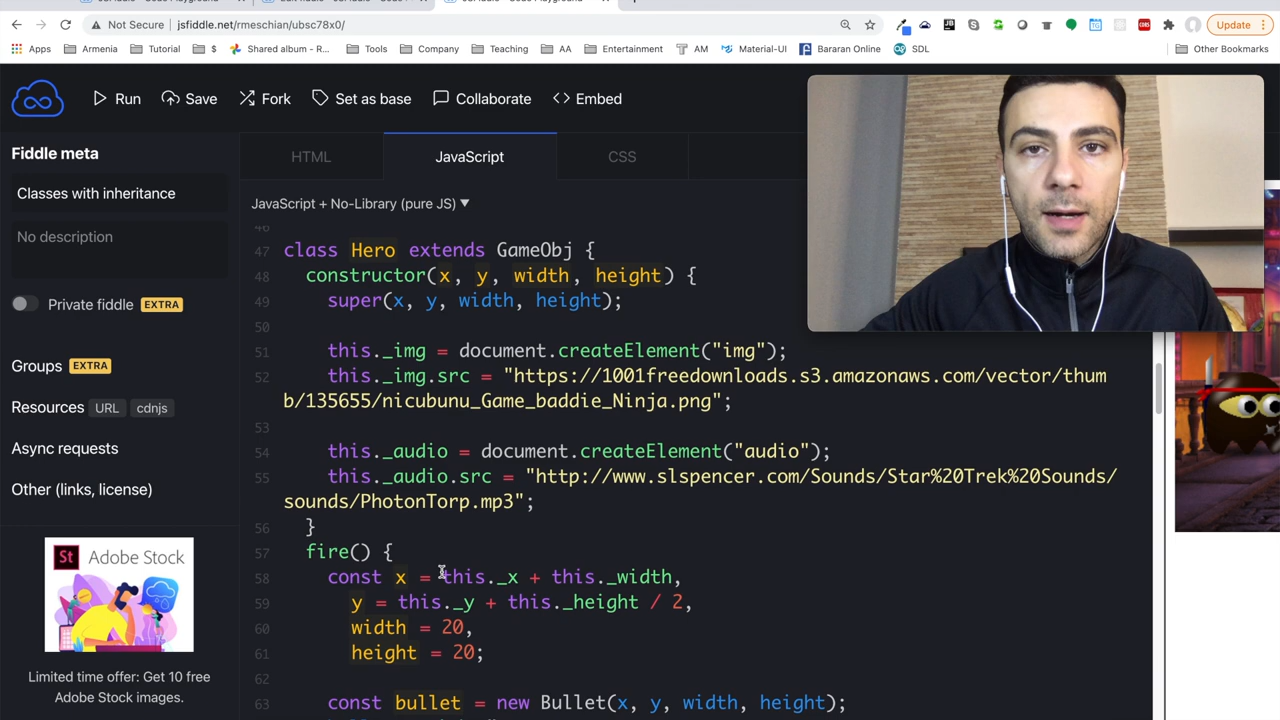 Not Secure | jsfiddle.net/rmeschian/ubsc78x0/
Update
Apps Armenia Tutorial $ Shared album - R... Tools Company Teaching AA Entertainment AM Material-UI Bararan Online SDL Other Bookmarks
Run Save Fork Set as base Collaborate Embed
Fiddle meta
Classes with inheritance
No description
Private fiddle EXTRA
Groups EXTRA
Resources URL cdnjs
Async requests
Other (links, license)
St Adobe Stock
Limited time offer: Get 10 free
Adobe Stock images.
HTML JavaScript CSS
JavaScript + No-Library (pure JS) ▼
46
47 class Hero extends GameObj {
48 constructor(x, y, width, height) {
49 super(x, y, width, height);
50
51 this._img = document.createElement("img");
52 this._img.src = "https://1001freedownloads.s3.amazonaws.com/vector/thum
b/135655/nicubunu_Game_baddie_Ninja.png";
53
54 this._audio = document.createElement("audio");
55 this._audio.src = "http://www.slspencer.com/Sounds/Star%20Trek%20Sounds/
sounds/PhotonTorp.mp3";
56 }
57 fire() {
58 const x = this._x + this._width,
59 y = this._y + this._height / 2,
60 width = 20,
61 height = 20;
62
63 const bullet = new Bullet(x, y, width, height);